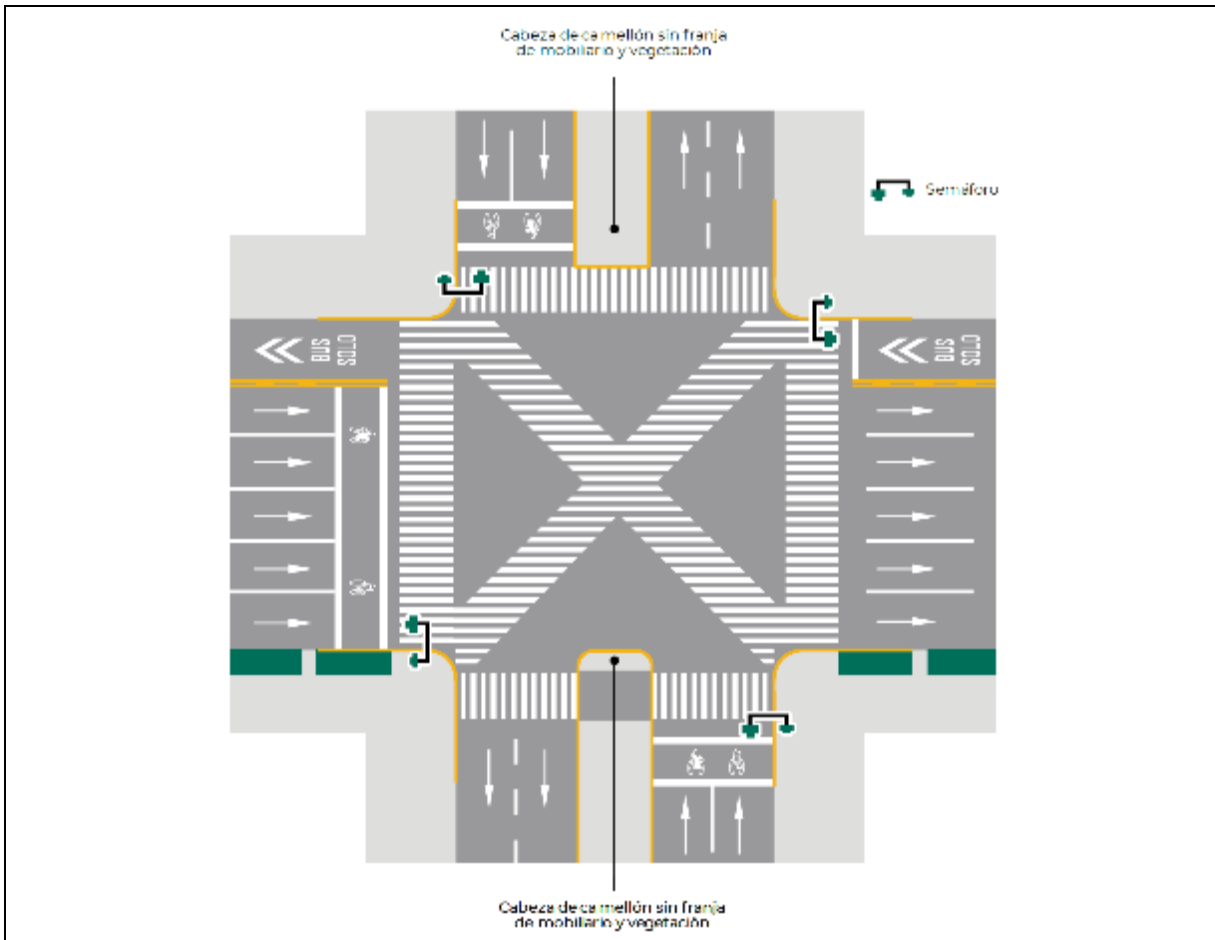 Cabeza de camellón sin franja
de mobiliario y vegetación
Semáforo
BUS
SOLO
BUS
SOLO
Cabeza de camellón sin franja
de mobiliario y vegetación